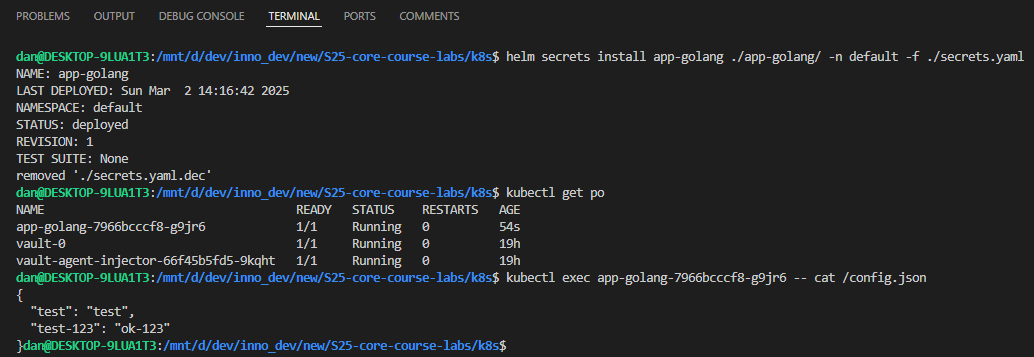 PROBLEMS OUTPUT DEBUG CONSOLE TERMINAL PORTS COMMENTS
dan@DESKTOP-9LUA1T3:/mnt/d/dev/inno_dev/new/S25-core-course-labs/k8s$ helm secrets install app-golang ./app-golang/ -n default -f ./secrets.yaml
NAME: app-golang
LAST DEPLOYED: Sun Mar  2 14:16:42 2025
NAMESPACE: default
STATUS: deployed
REVISION: 1
TEST SUITE: None
removed './secrets.yaml.dec'
dan@DESKTOP-9LUA1T3:/mnt/d/dev/inno_dev/new/S25-core-course-labs/k8s$ kubectl get po
NAME                                    READY   STATUS    RESTARTS   AGE
app-golang-7966bcccf8-g9jr6             1/1     Running   0          54s
vault-0                                 1/1     Running   0          19h
vault-agent-injector-66f45b5fd5-9kqht   1/1     Running   0          19h
dan@DESKTOP-9LUA1T3:/mnt/d/dev/inno_dev/new/S25-core-course-labs/k8s$ kubectl exec app-golang-7966bcccf8-g9jr6 -- cat /config.json
{
  "test": "test",
  "test-123": "ok-123"
}dan@DESKTOP-9LUA1T3:/mnt/d/dev/inno_dev/new/S25-core-course-labs/k8s$